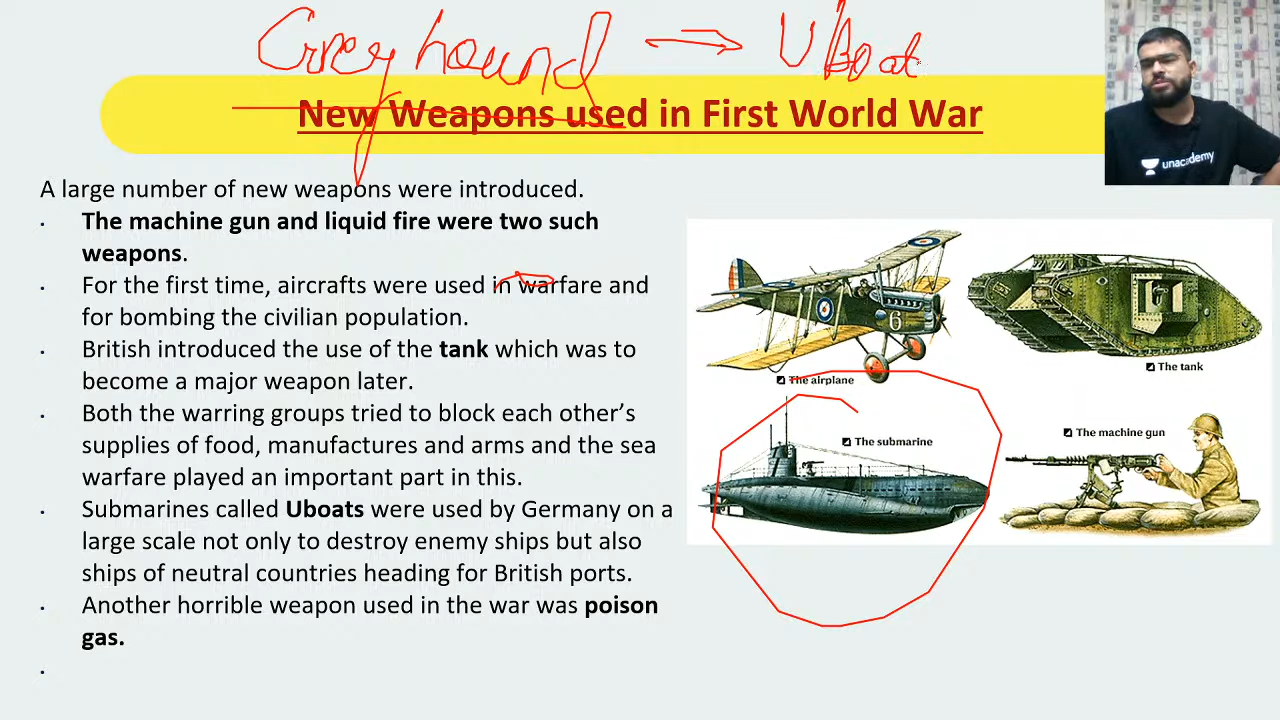 Greyhound → U Boat
unacademy
New Weapons used in First World War
A large number of new weapons were introduced.
· The machine gun and liquid fire were two such
weapons.
· For the first time, aircrafts were used in warfare and
for bombing the civilian population.
· British introduced the use of the tank which was to
become a major weapon later.
· Both the warring groups tried to block each other’s
supplies of food, manufactures and arms and the sea
warfare played an important part in this.
· Submarines called Uboats were used by Germany on a
large scale not only to destroy enemy ships but also
ships of neutral countries heading for British ports.
· Another horrible weapon used in the war was poison
gas.
·
6
The airplane
The tank
The submarine
The machine gun